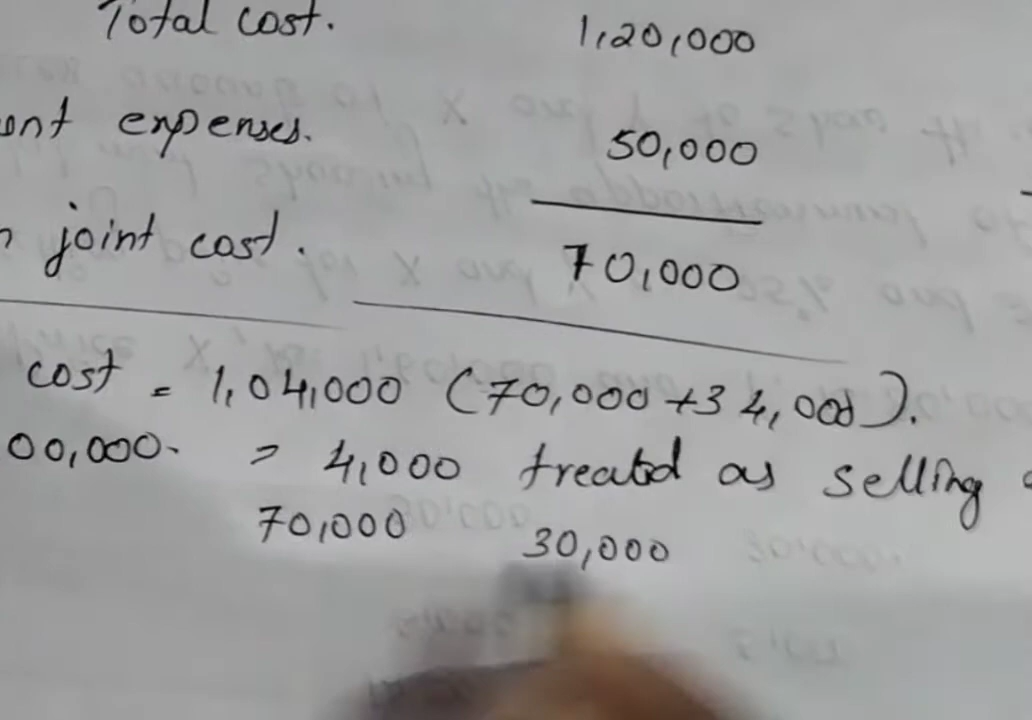 Total cost. 1,20,000
ent expenses. 50,000
joint cost. 70,000
cost = 1,04,000 (70,000+34,000).
00,000. = 4,000 treated as selling
70,000 30,000